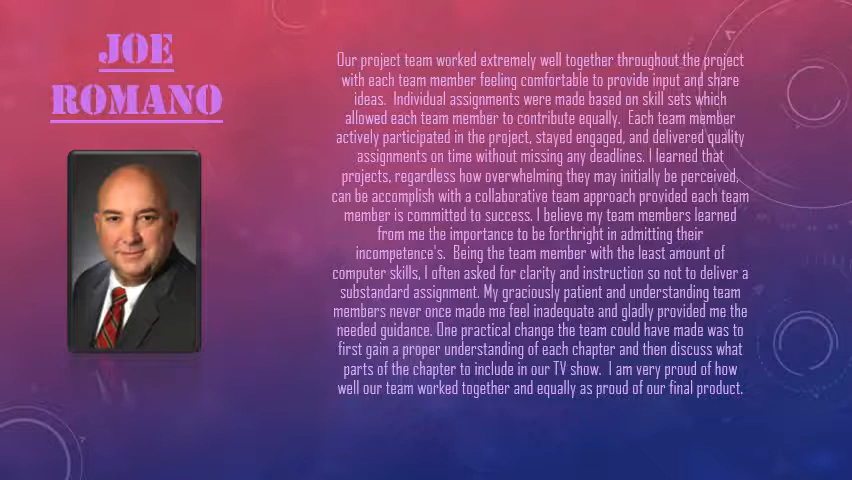 JOE
ROMANO
Our project team worked extremely well together throughout the project
with each team member feeling comfortable to provide input and share
ideas.  Individual assignments were made based on skill sets which
allowed each team member to contribute equally.  Each team member
actively participated in the project, stayed engaged, and delivered quality
assignments on time without missing any deadlines. I learned that
projects, regardless how overwhelming they may initially be perceived,
can be accomplish with a collaborative team approach provided each team
member is committed to success. I believe my team members learned
from me the importance to be forthright in admitting their
incompetence's.  Being the team member with the least amount of
computer skills, I often asked for clarity and instruction so not to deliver a
substandard assignment. My graciously patient and understanding team
members never once made me feel inadequate and gladly provided me the
needed guidance. One practical change the team could have made was to
first gain a proper understanding of each chapter and then discuss what
parts of the chapter to include in our TV show.  I am very proud of how
well our team worked together and equally as proud of our final product.